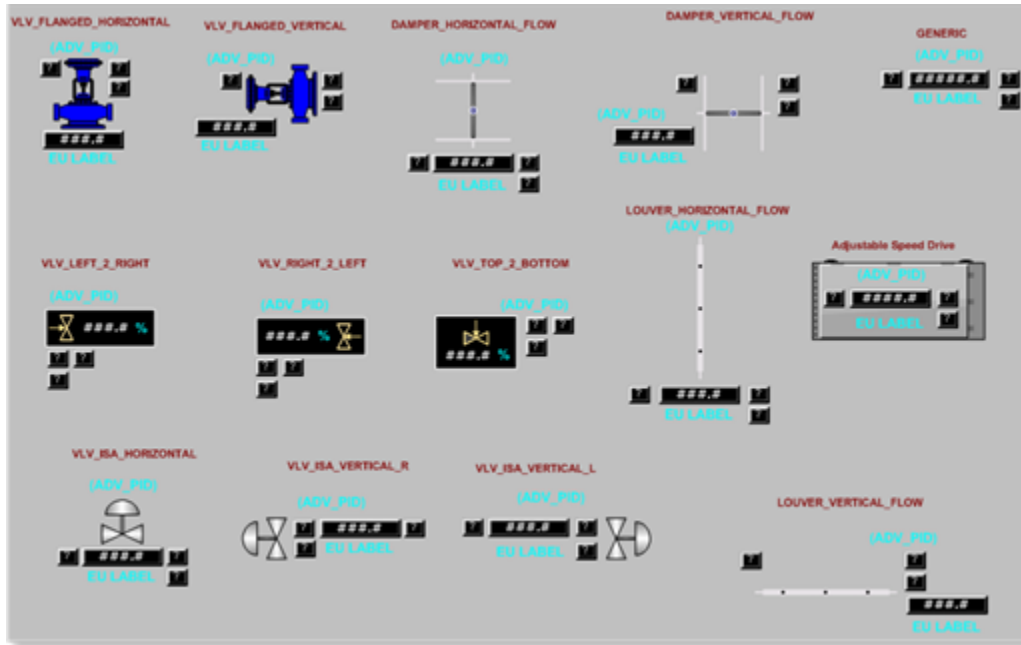 VLV_FLANGED_HORIZONTAL
(ADV_PID)
?
?
?
###.#
EU LABEL
VLV_FLANGED_VERTICAL
(ADV_PID)
?
?
?
###.#
EU LABEL
DAMPER_HORIZONTAL_FLOW
(ADV_PID)
?
###.#
?
EU LABEL
?
DAMPER_VERTICAL_FLOW
?
?
?
(ADV_PID)
###.#
EU LABEL
GENERIC
(ADV_PID)
?
#####.#
?
EU LABEL
?
VLV_LEFT_2_RIGHT
(ADV_PID)
###.# %
?
?
?
VLV_RIGHT_2_LEFT
(ADV_PID)
###.# %
?
?
?
VLV_TOP_2_BOTTOM
(ADV_PID)
?
?
?
###.# %
LOUVER_HORIZONTAL_FLOW
(ADV_PID)
?
###.#
?
EU LABEL
?
Adjustable Speed Drive
(ADV_PID)
?
####.#
?
EU LABEL
?
VLV_ISA_HORIZONTAL
(ADV_PID)
?
###.#
?
EU LABEL
?
VLV_ISA_VERTICAL_R
(ADV_PID)
?
###.#
?
?
EU LABEL
VLV_ISA_VERTICAL_L
(ADV_PID)
?
###.#
?
EU LABEL
?
LOUVER_VERTICAL_FLOW
(ADV_PID)
?
?
?
###.#
EU LABEL